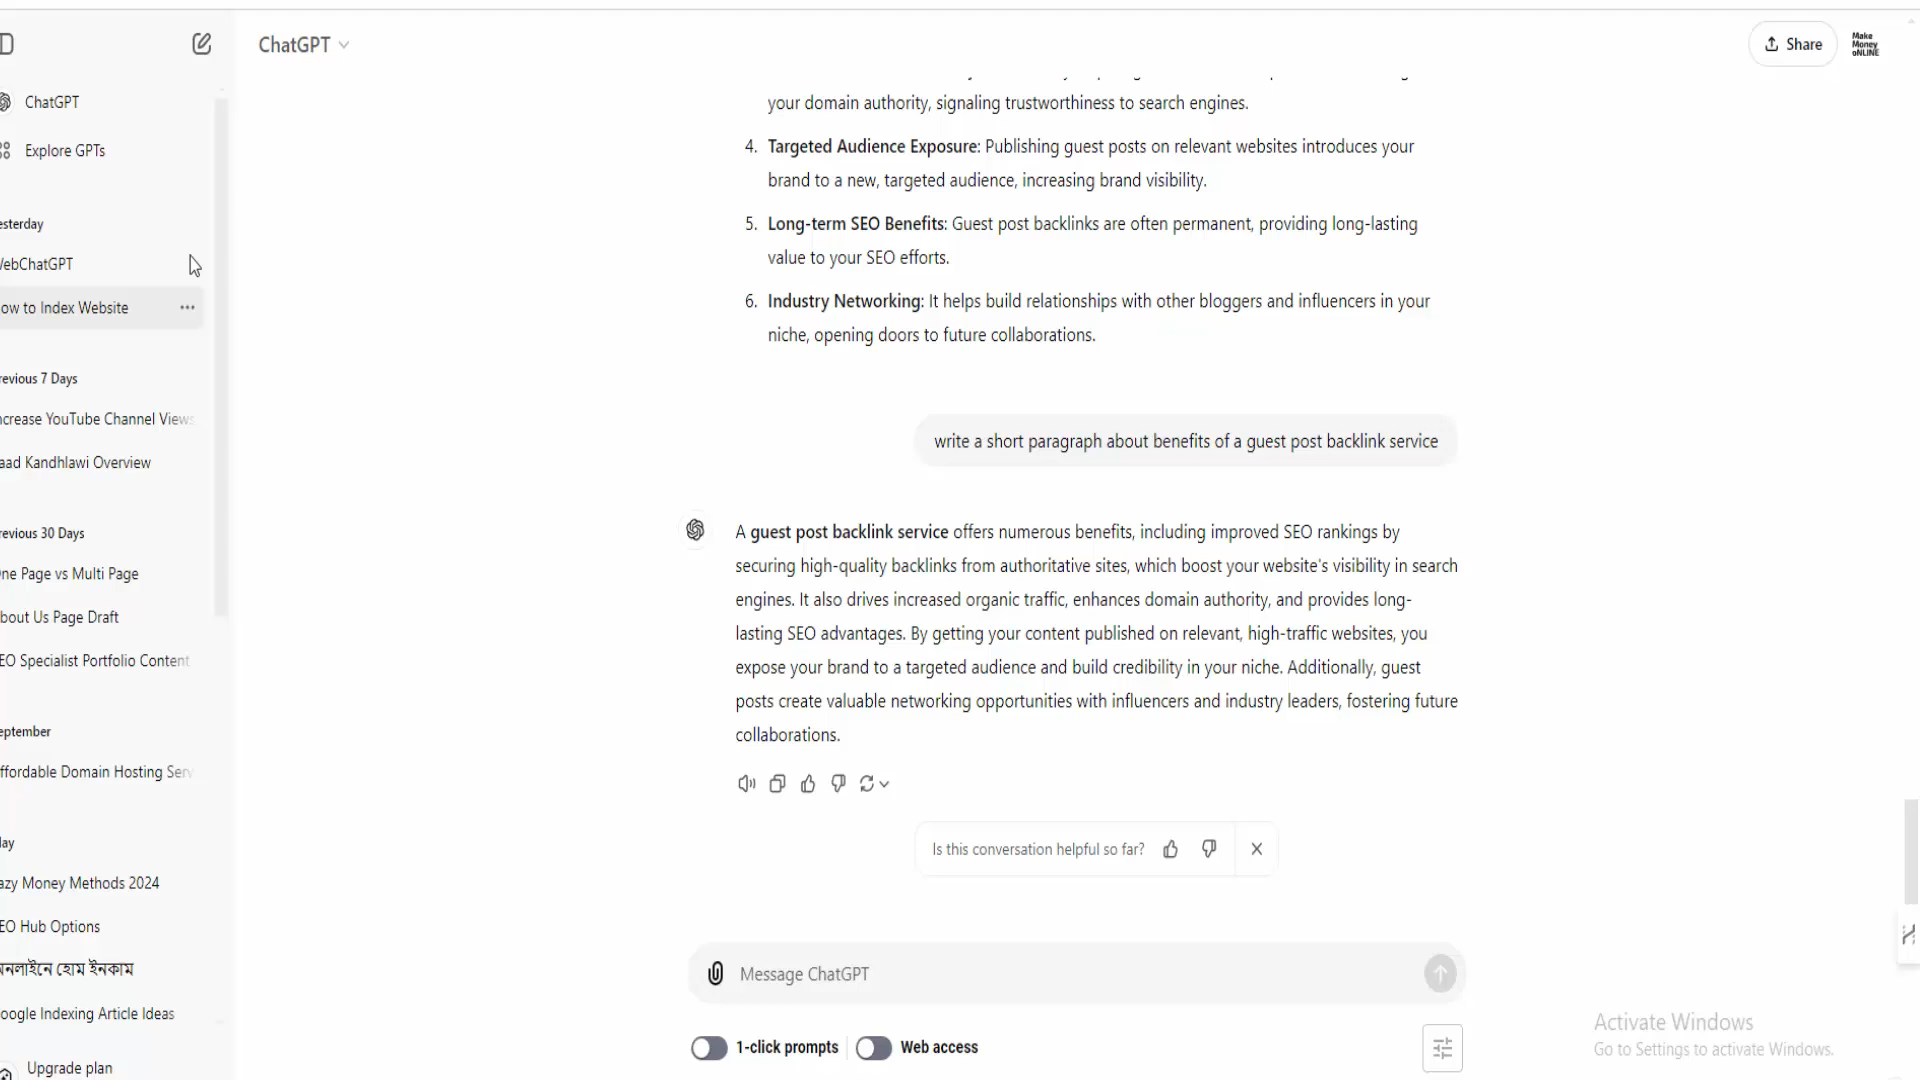 ChatGPT
Share
Make
Money
oNLINE
ChatGPT
Explore GPTs
esterday
ebChatGPT
ow to Index Website
revious 7 Days
ncrease YouTube Channel Views
aad Kandhlawi Overview
revious 30 Days
ne Page vs Multi Page
bout Us Page Draft
EO Specialist Portfolio Content
eptember
ffordable Domain Hosting Serv
ay
azy Money Methods 2024
EO Hub Options
নলাইনে হোম ইনকাম
oogle Indexing Article Ideas
Upgrade plan
your domain authority, signaling trustworthiness to search engines.
4. Targeted Audience Exposure: Publishing guest posts on relevant websites introduces your
brand to a new, targeted audience, increasing brand visibility.
5. Long-term SEO Benefits: Guest post backlinks are often permanent, providing long-lasting
value to your SEO efforts.
6. Industry Networking: It helps build relationships with other bloggers and influencers in your
niche, opening doors to future collaborations.
write a short paragraph about benefits of a guest post backlink service
A guest post backlink service offers numerous benefits, including improved SEO rankings by
securing high-quality backlinks from authoritative sites, which boost your website's visibility in search
engines. It also drives increased organic traffic, enhances domain authority, and provides long-
lasting SEO advantages. By getting your content published on relevant, high-traffic websites, you
expose your brand to a targeted audience and build credibility in your niche. Additionally, guest
posts create valuable networking opportunities with influencers and industry leaders, fostering future
collaborations.
Is this conversation helpful so far?
Message ChatGPT
1-click prompts
Web access
Activate Windows
Go to Settings to activate Windows.